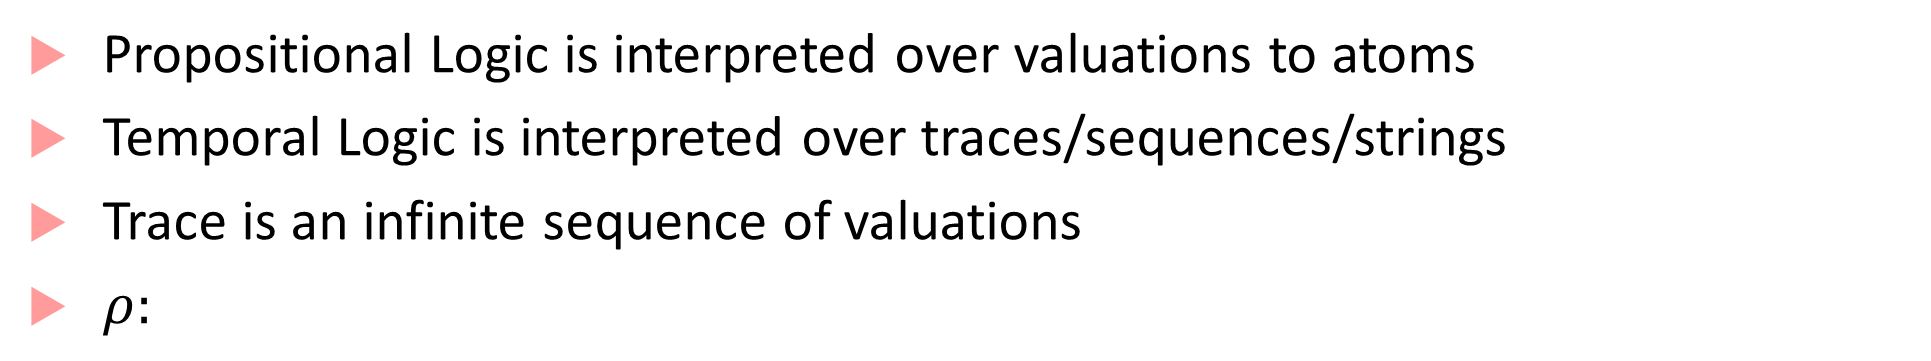 Propositional Logic is interpreted over valuations to atoms
Temporal Logic is interpreted over traces/sequences/strings
Trace is an infinite sequence of valuations
𝜌: